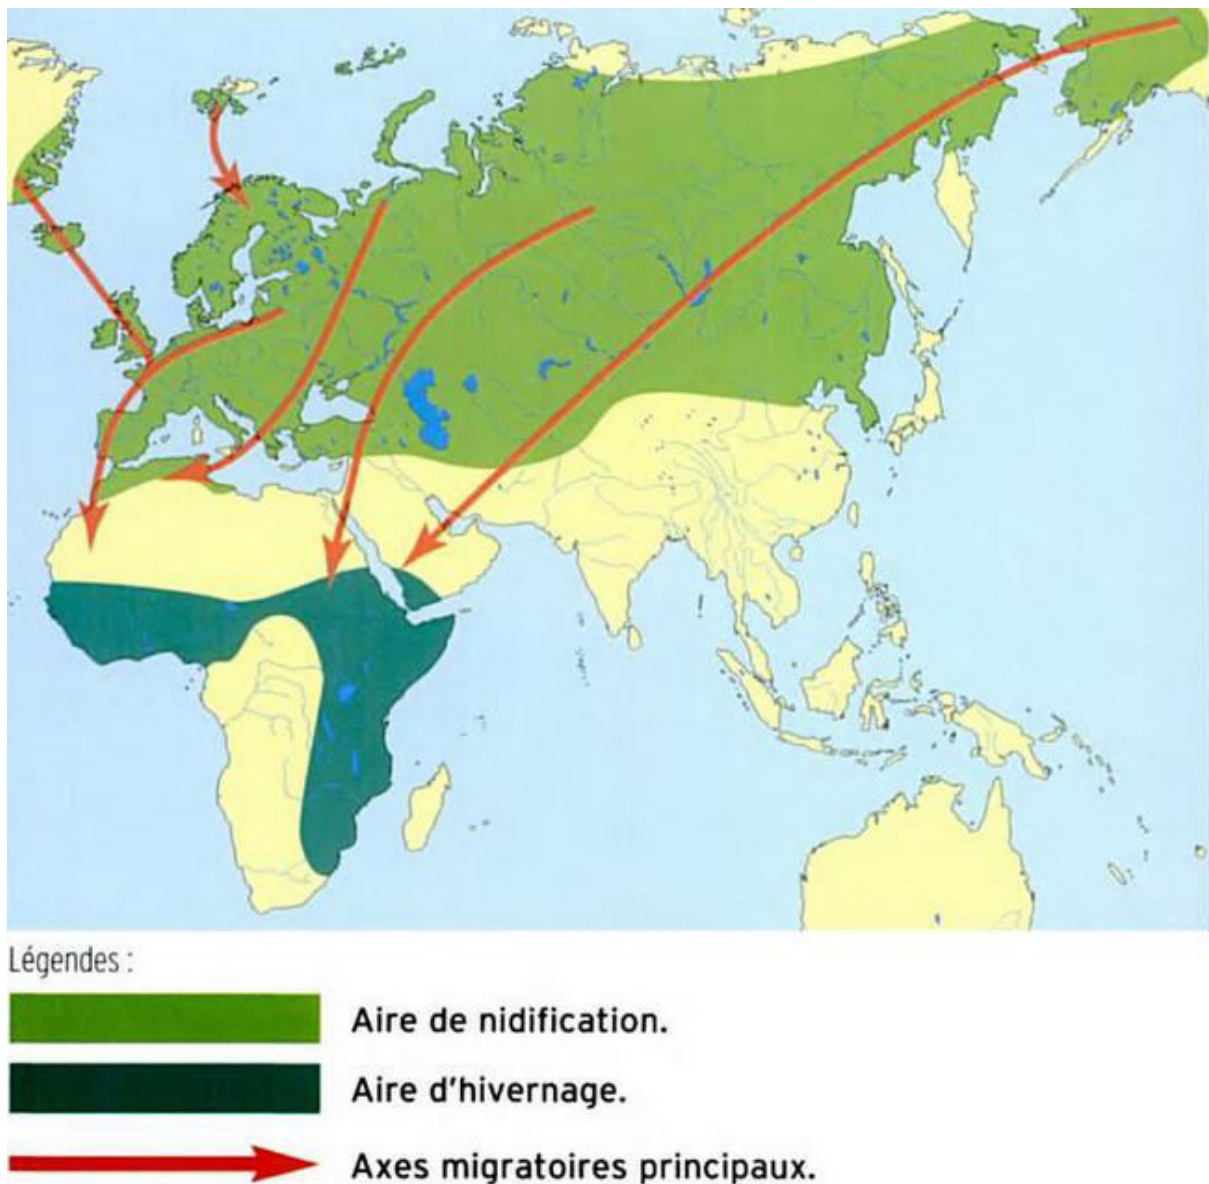 Légendes :
Aire de nidification.
Aire d'hivernage.
Axes migratoires principaux.